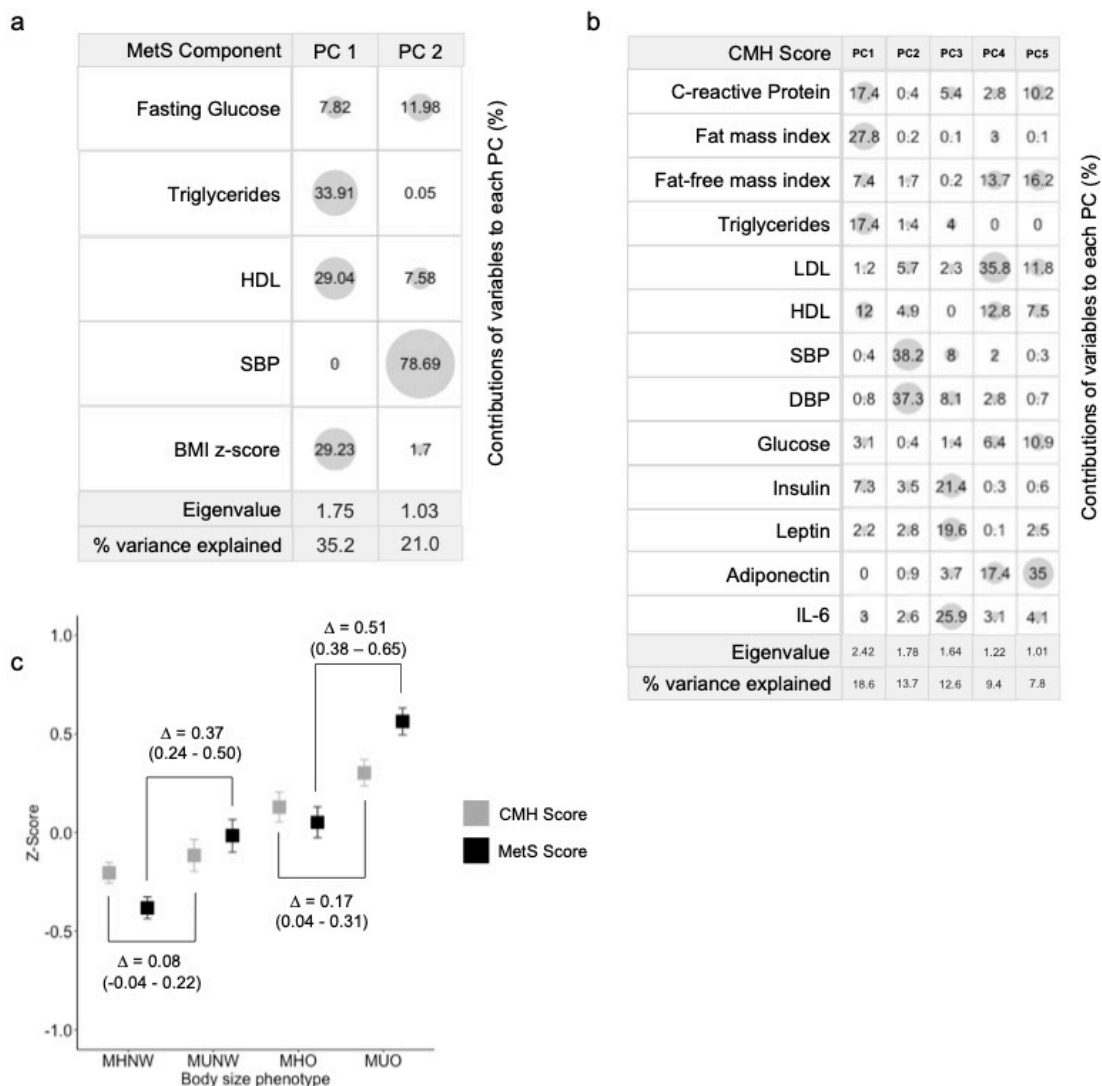 a
MetS Component PC 1 PC 2
Fasting Glucose 7.82 11.98
Triglycerides 33.91 0.05
HDL 29.04 7.58
SBP 0 78.69
BMI z-score 29.23 1.7
Eigenvalue 1.75 1.03
% variance explained 35.2 21.0
Contributions of variables to each PC (%)
b
CMH Score PC1 PC2 PC3 PC4 PC5
C-reactive Protein 17.4 0.4 5.4 2.8 10.2
Fat mass index 27.8 0.2 0.1 3 0.1
Fat-free mass index 7.4 1.7 0.2 13.7 16.2
Triglycerides 17.4 1.4 4 0 0
LDL 1.2 5.7 2.3 35.8 11.8
HDL 12 4.9 0 12.8 7.5
SBP 0.4 38.2 8 2 0.3
DBP 0.8 37.3 8.1 2.8 0.7
Glucose 3.1 0.4 1.4 6.4 10.9
Insulin 7.3 3.5 21.4 0.3 0.6
Leptin 2.2 2.8 19.6 0.1 2.5
Adiponectin 0 0.9 3.7 17.4 35
IL-6 3 2.6 25.9 3.1 4.1
Eigenvalue 2.42 1.78 1.64 1.22 1.01
% variance explained 18.6 13.7 12.6 9.4 7.8
Contributions of variables to each PC (%)
c
1.0
0.5
0.0
-0.5
-1.0
Z-Score
Δ = 0.51
(0.38 – 0.65)
Δ = 0.37
(0.24 - 0.50)
Δ = 0.17
(0.04 - 0.31)
Δ = 0.08
(-0.04 - 0.22)
MHNW MUNW MHO MUO
Body size phenotype
CMH Score
MetS Score